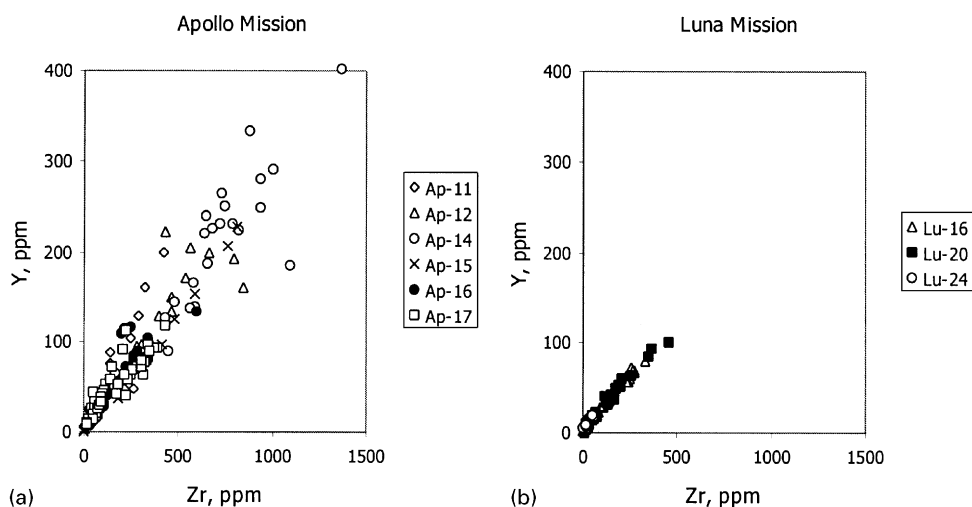 Apollo Mission
400
300
200
100
0
Y, ppm
0
500
1000
1500
Zr, ppm
(a)
Ap-11
Ap-12
Ap-14
Ap-15
Ap-16
Ap-17
Luna Mission
400
300
200
100
0
Y, ppm
0
500
1000
1500
Zr, ppm
(b)
Lu-16
Lu-20
Lu-24